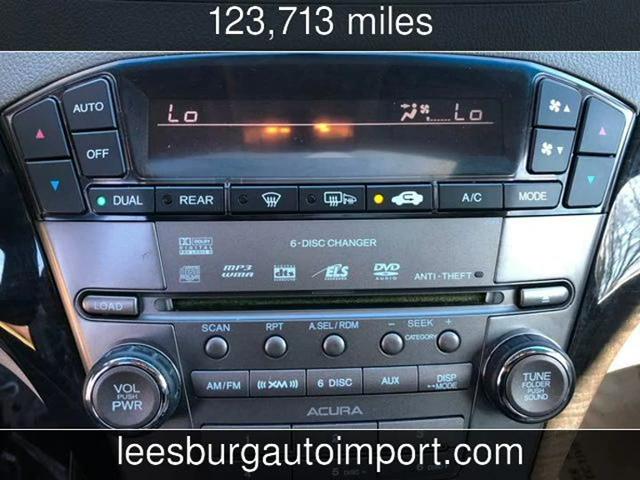 123,713 miles
Lo Lo
AUTO
OFF
DUAL REAR A/C MODE
6-DISC CHANGER
DOLBY
MP3 WMA dts ELS DVD AUDIO ANTI-THEFT
LOAD
SCAN RPT A.SEL/RDM − SEEK +
CATEGORY
AM/FM XM 6 DISC AUX DISP MODE
VOL PUSH PWR
TUNE FOLDER PUSH SOUND
ACURA
leesburgautoimport.com